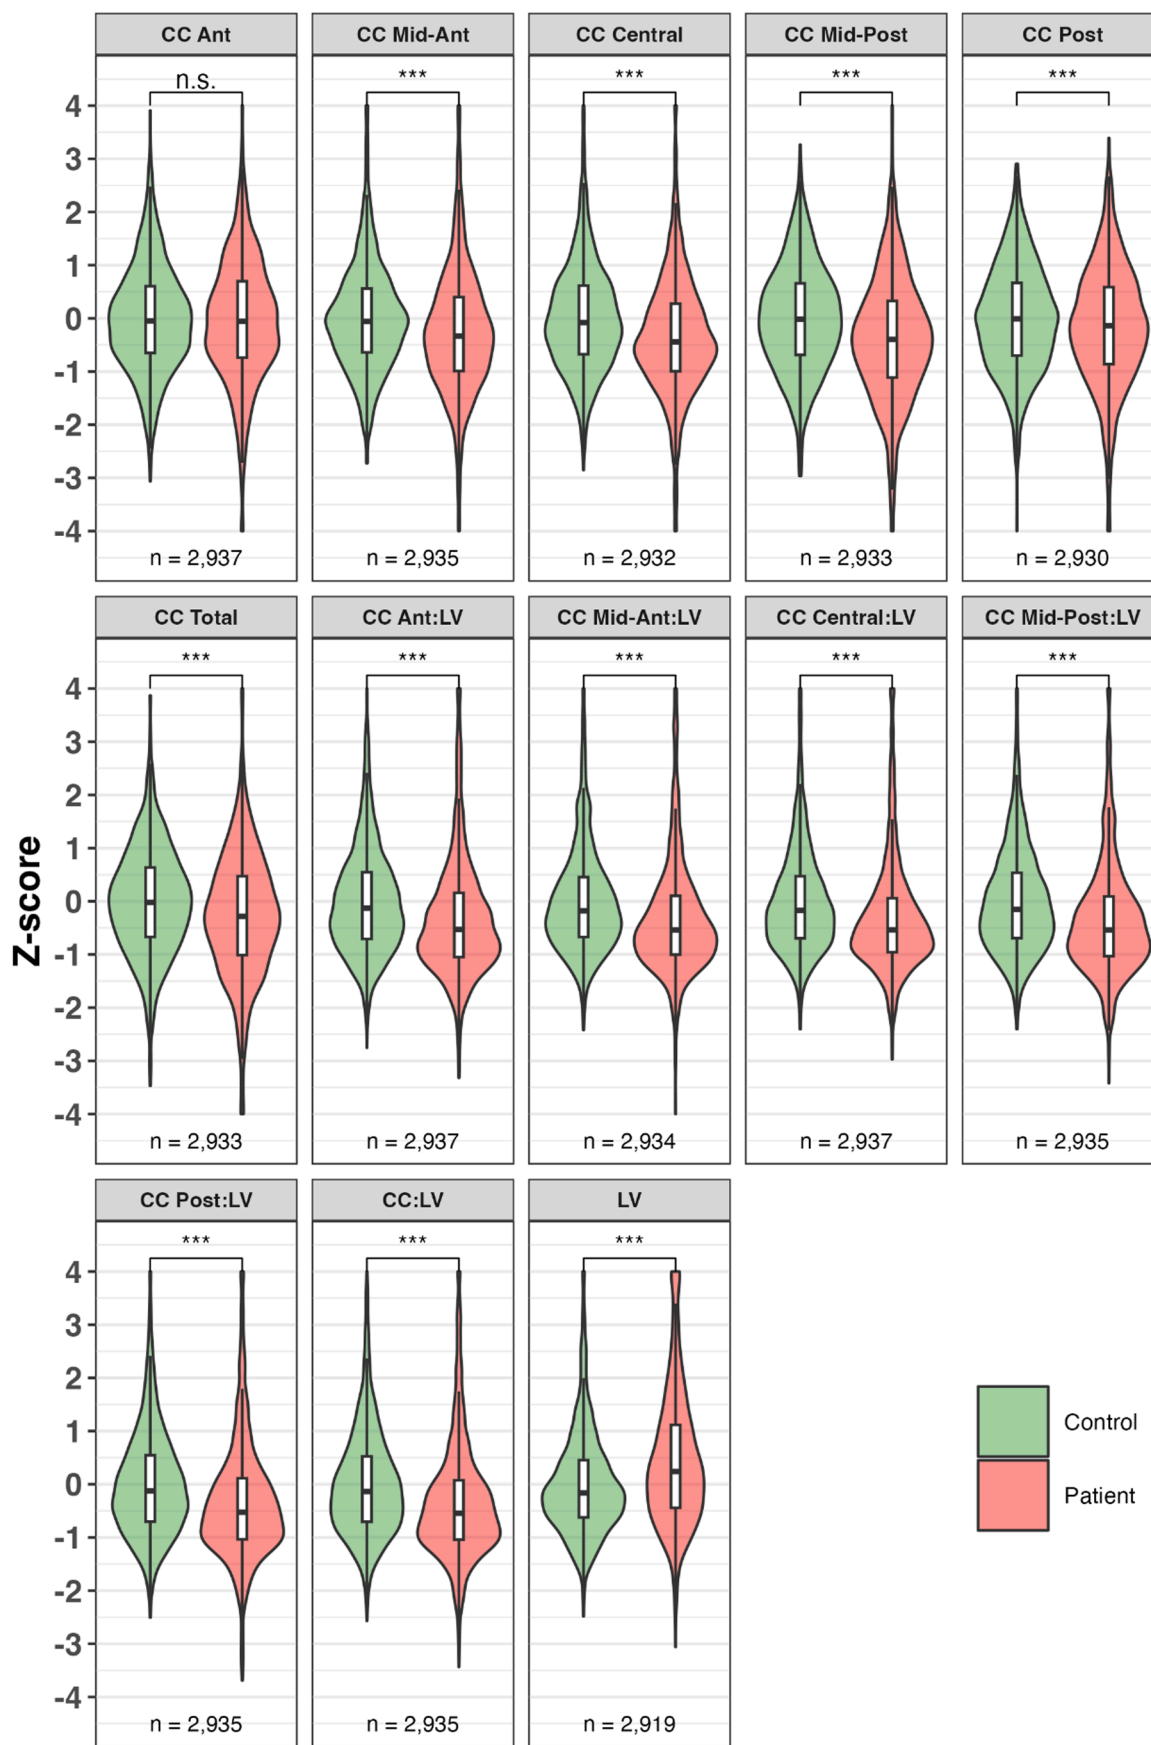 CC Ant
CC Mid-Ant
CC Central
CC Mid-Post
CC Post
n.s.
***
***
***
***
4
3
2
1
0
-1
-2
-3
-4
n = 2,937
n = 2,935
n = 2,932
n = 2,933
n = 2,930
CC Total
CC Ant:LV
CC Mid-Ant:LV
CC Central:LV
CC Mid-Post:LV
***
***
***
***
***
4
3
2
1
0
-1
-2
-3
-4
Z-score
n = 2,933
n = 2,937
n = 2,934
n = 2,937
n = 2,935
CC Post:LV
CC:LV
LV
***
***
***
4
3
2
1
0
-1
-2
-3
-4
n = 2,935
n = 2,935
n = 2,919
Control
Patient